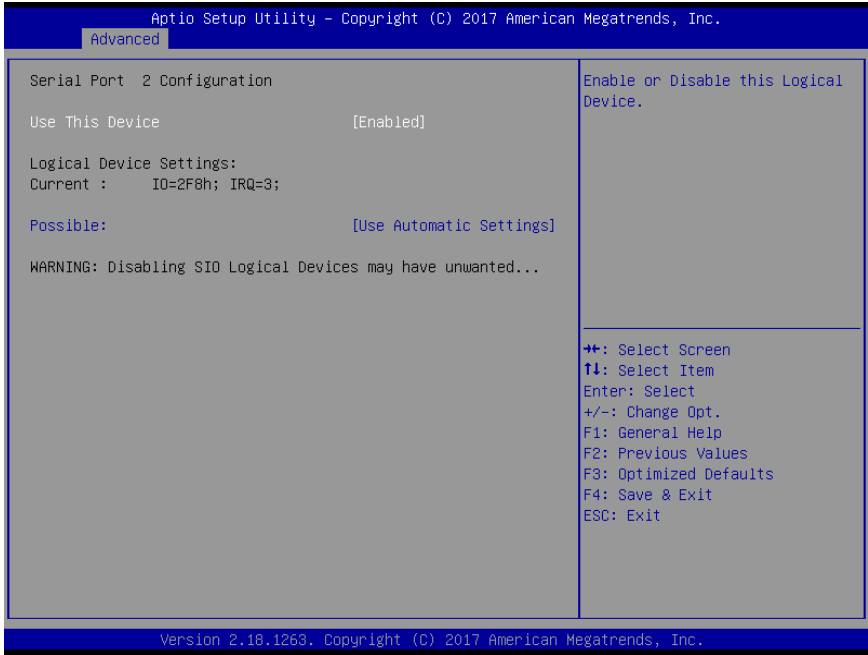 Aptio Setup Utility – Copyright (C) 2017 American Megatrends, Inc.
Advanced
Serial Port 2 Configuration
Use This Device [Enabled]
Logical Device Settings:
Current : IO=2F8h; IRQ=3;
Possible: [Use Automatic Settings]
WARNING: Disabling SIO Logical Devices may have unwanted...
Enable or Disable this Logical
Device.
→←: Select Screen
↑↓: Select Item
Enter: Select
+/-: Change Opt.
F1: General Help
F2: Previous Values
F3: Optimized Defaults
F4: Save & Exit
ESC: Exit
Version 2.18.1263. Copyright (C) 2017 American Megatrends, Inc.